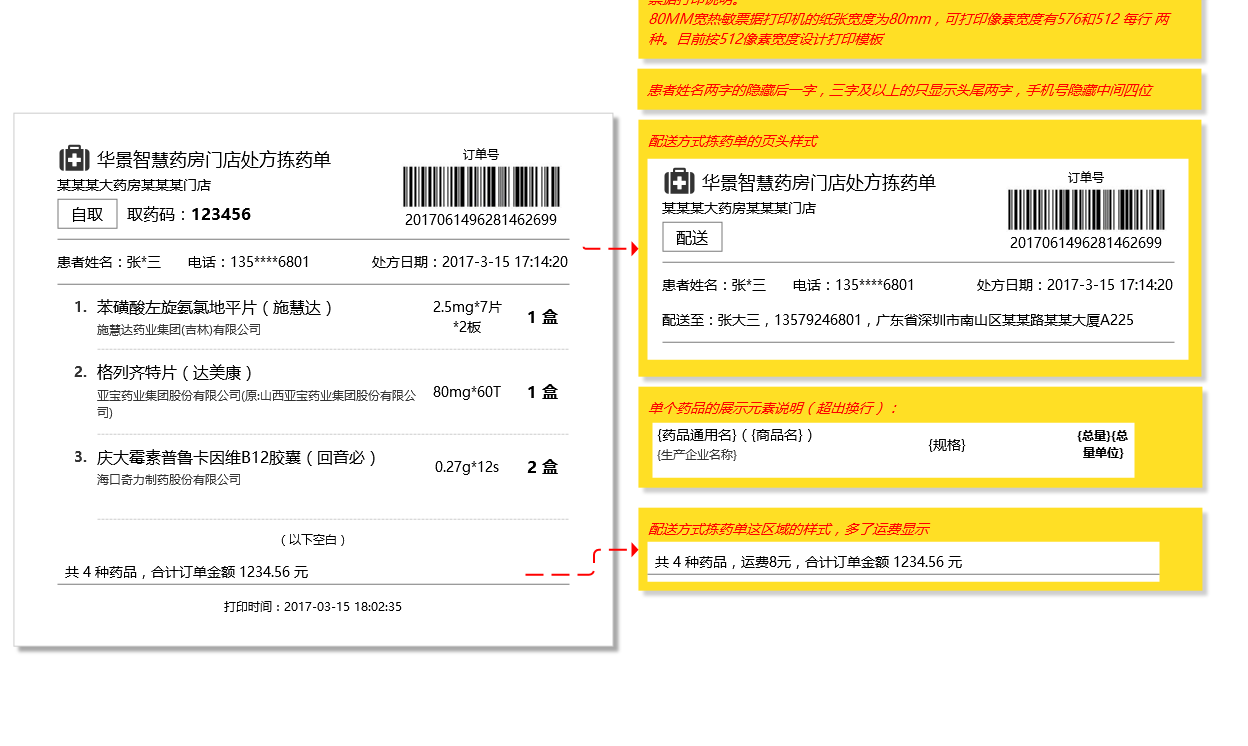 华景智慧药房门店处方拣药单
某某某大药房某某某门店
订单号
2017061496281462699
自取
取药码：123456
患者姓名：张*三 电话：135****6801 处方日期：2017-3-15 17:14:20
1. 苯磺酸左旋氨氯地平片（施慧达）
施慧达药业集团(吉林)有限公司
2.5mg*7片
*2板
1 盒
2. 格列齐特片（达美康）
亚宝药业集团股份有限公司(原:山西亚宝药业集团股份有限公
司)
80mg*60T
1 盒
3. 庆大霉素普鲁卡因维B12胶囊（回音必）
海口奇力制药股份有限公司
0.27g*12s
2 盒
（以下空白）
共 4 种药品，合计订单金额 1234.56 元
打印时间：2017-03-15 18:02:35
票据打印说明。
80MM宽热敏票据打印机的纸张宽度为80mm，可打印像素宽度有576和512 每行 两
种。目前按512像素宽度设计打印模板
患者姓名两字的隐藏后一字，三字及以上的只显示头尾两字，手机号隐藏中间四位
配送方式拣药单的页头样式
华景智慧药房门店处方拣药单
某某某大药房某某某门店
订单号
2017061496281462699
配送
患者姓名：张*三 电话：135****6801 处方日期：2017-3-15 17:14:20
配送至：张大三，13579246801，广东省深圳市南山区某某路某某大厦A225
单个药品的展示元素说明（超出换行）：
{药品通用名}（{商品名}）
{生产企业名称}
{规格}
{总量}{总
量单位}
配送方式拣药单这区域的样式，多了运费显示
共 4 种药品，运费8元，合计订单金额 1234.56 元